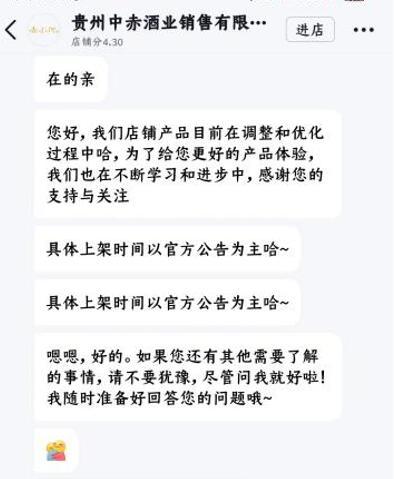 贵州中赤酒业销售有限···
店铺分4.30
进店
在的亲
您好，我们店铺产品目前在调整和优化
过程中哈，为了给您更好的产品体验，
我们也在不断学习和进步中，感谢您的
支持与关注
具体上架时间以官方公告为主哈~
具体上架时间以官方公告为主哈~
嗯嗯，好的。如果您还有其他需要了解
的事情，请不要犹豫，尽管问我就好啦！
我随时准备好回答您的问题哦~